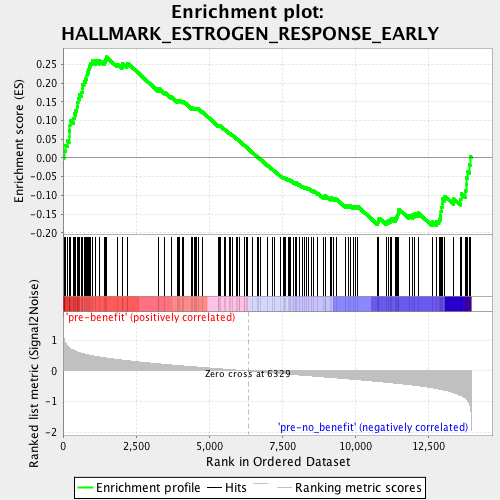 Enrichment plot:
HALLMARK_ESTROGEN_RESPONSE_EARLY
Enrichment score (ES)
0.25
0.20
0.15
0.10
0.05
0.00
-0.05
-0.10
-0.15
-0.20
'pre-benefit' (positively correlated)
Ranked list metric (Signal2Noise)
1
0
-1
-2
Zero cross at 6329
'pre-no_benefit' (negatively correlated)
0
2,500
5,000
7,500
10,000
12,500
Rank in Ordered Dataset
Enrichment profile
Hits
Ranking metric scores